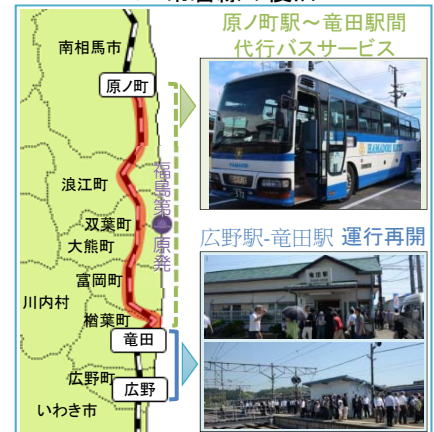 原ノ町駅~竜田駅間
代行バスサービス
南相馬市
原ノ町
浪江町
福島第一原発
双葉町
大熊町
富岡町
川内村
楢葉町
竜田
広野町
広野
いわき市
広野駅-竜田駅 運行再開
竜田駅